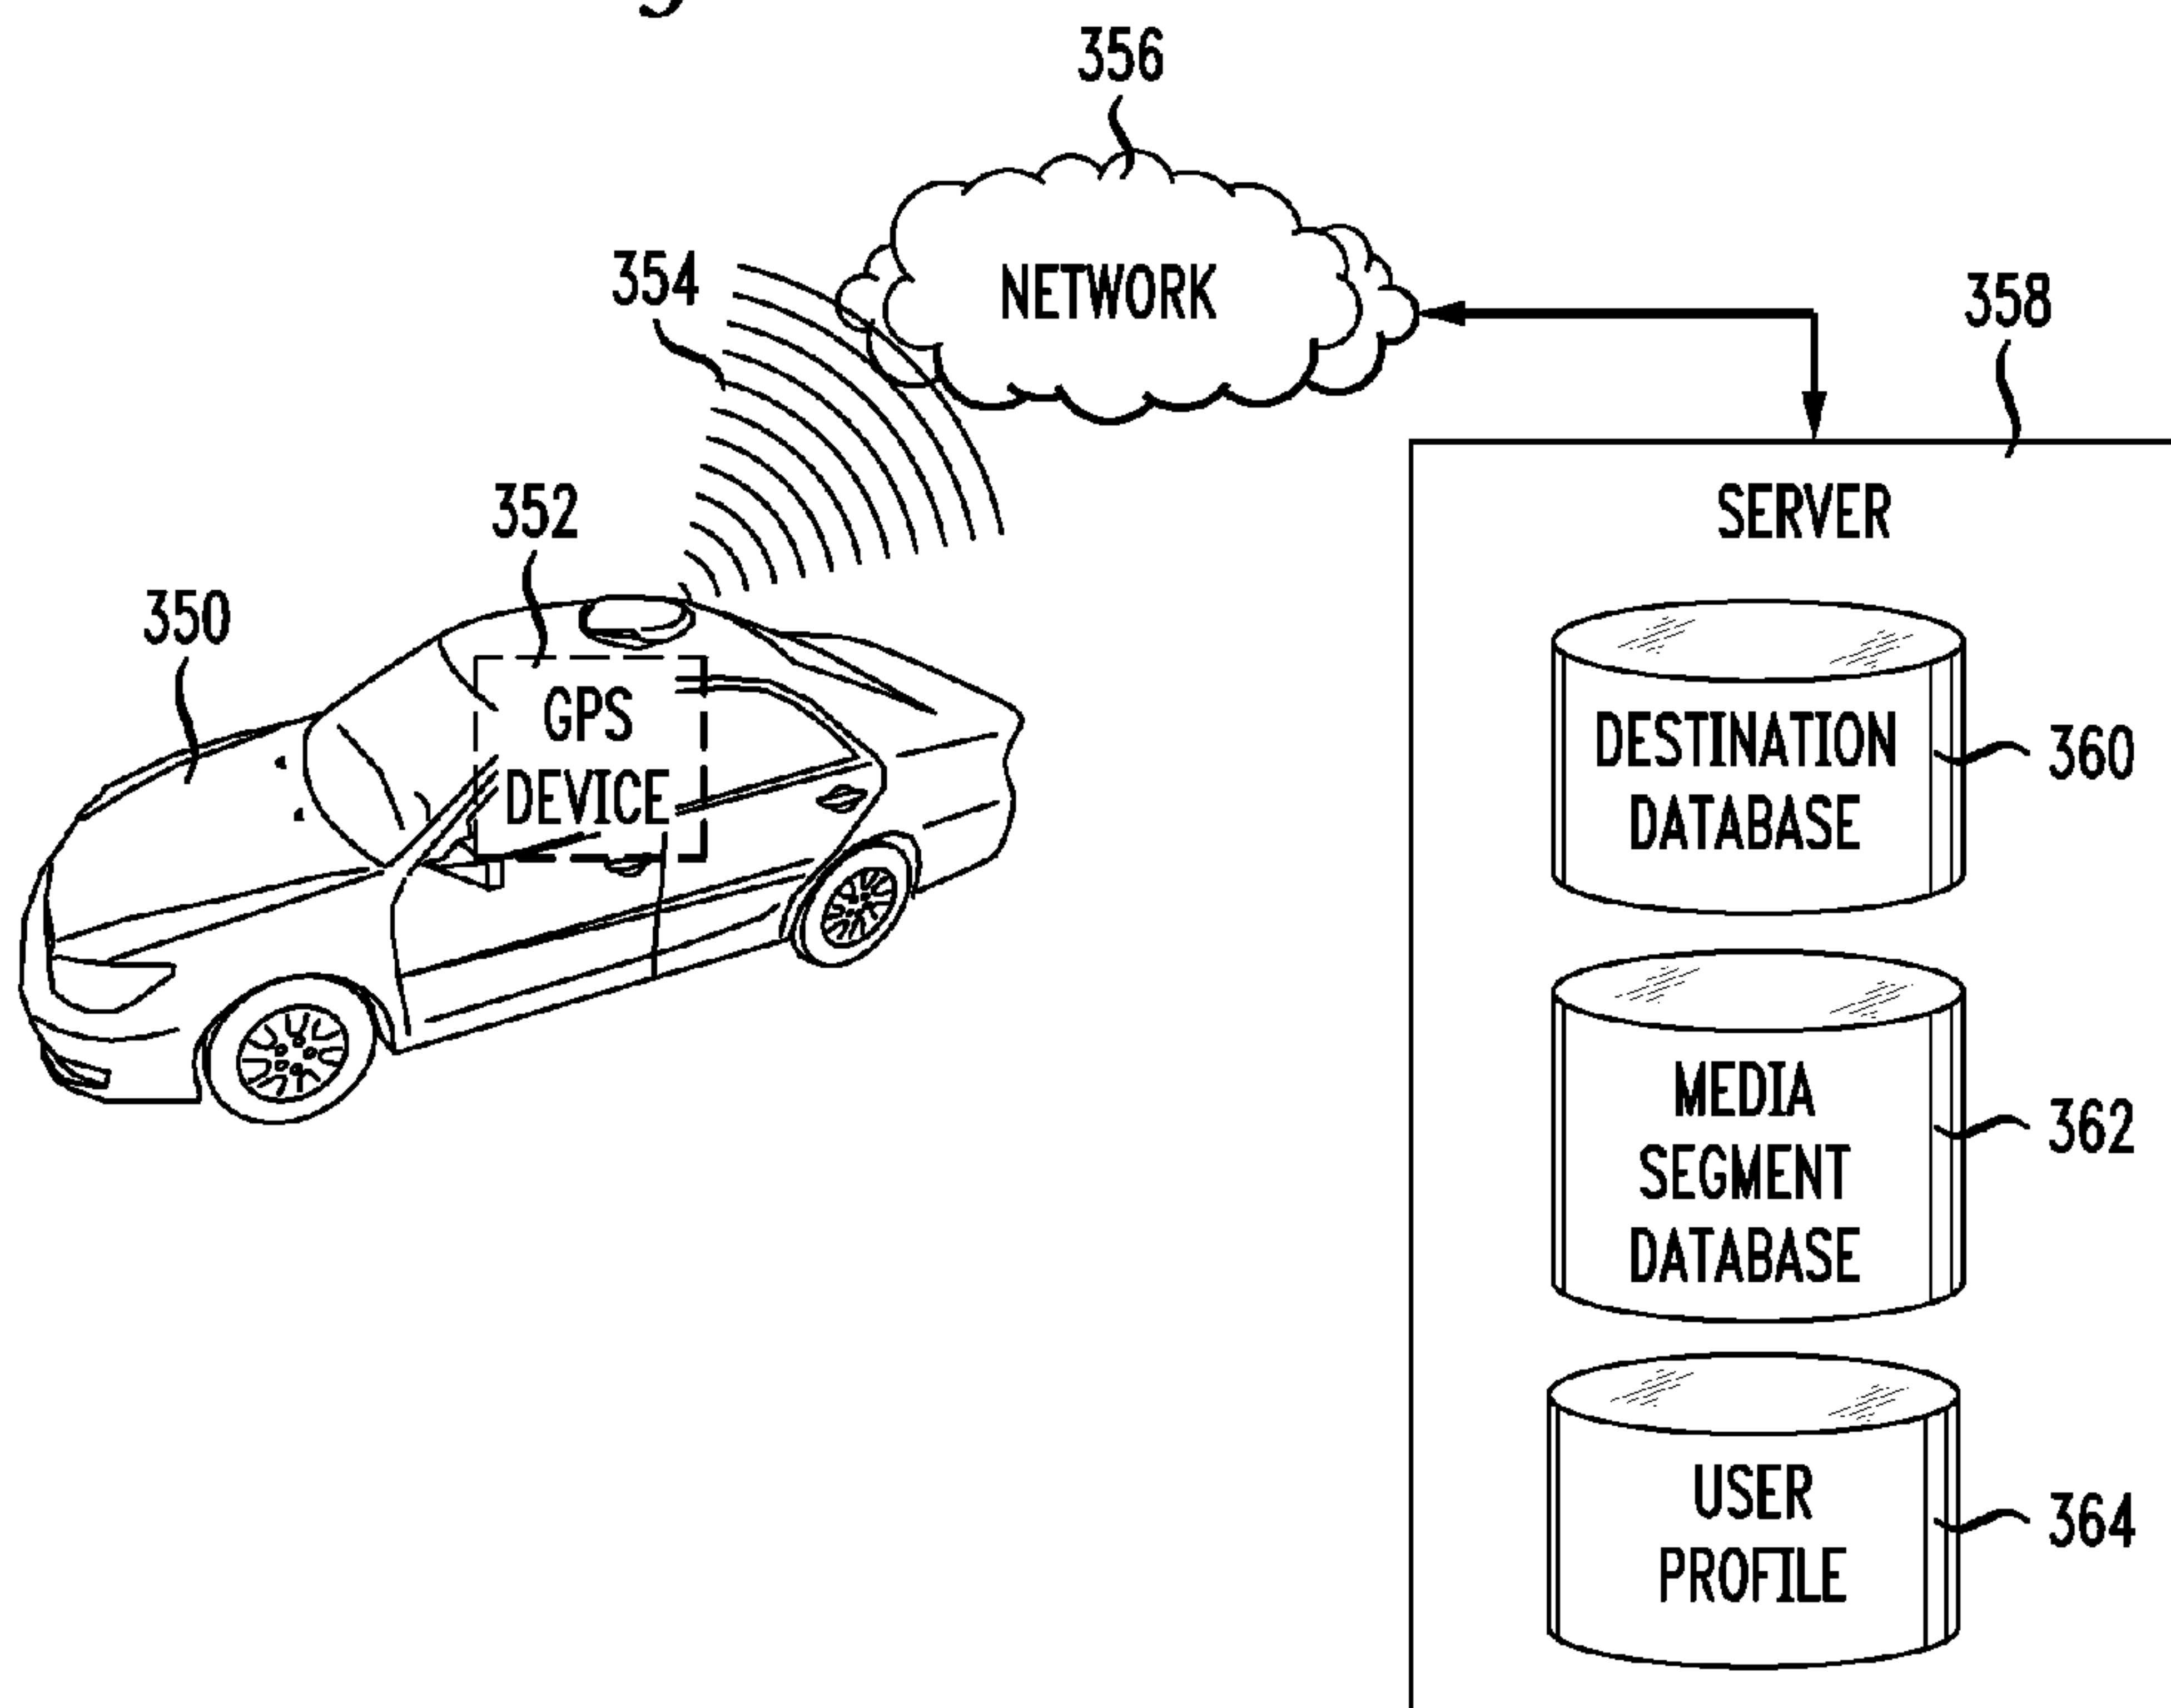 356
NETWORK
354
358
SERVER
352
350
GPS
DEVICE
DESTINATION
DATABASE
360
MEDIA
SEGMENT
DATABASE
362
USER
PROFILE
364